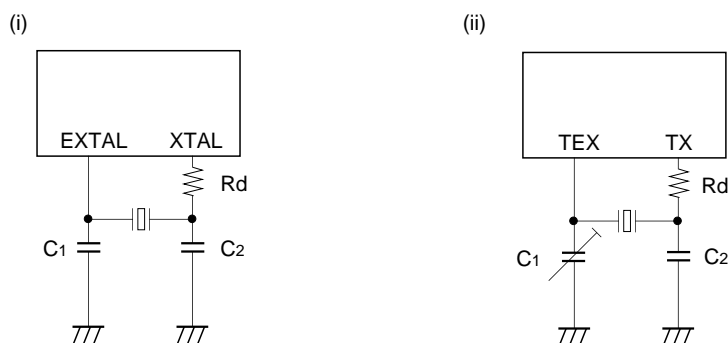 (i)
EXTAL XTAL
Rd
C1 C2
(ii)
TEX TX
Rd
C1 C2